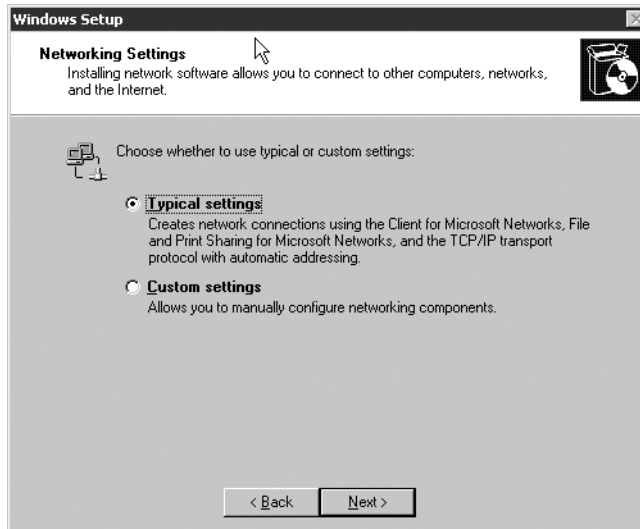 Windows Setup
Networking Settings
Installing network software allows you to connect to other computers, networks,
and the Internet.
Choose whether to use typical or custom settings:
Typical settings
Creates network connections using the Client for Microsoft Networks, File
and Print Sharing for Microsoft Networks, and the TCP/IP transport
protocol with automatic addressing.
Custom settings
Allows you to manually configure networking components.
< Back
Next >